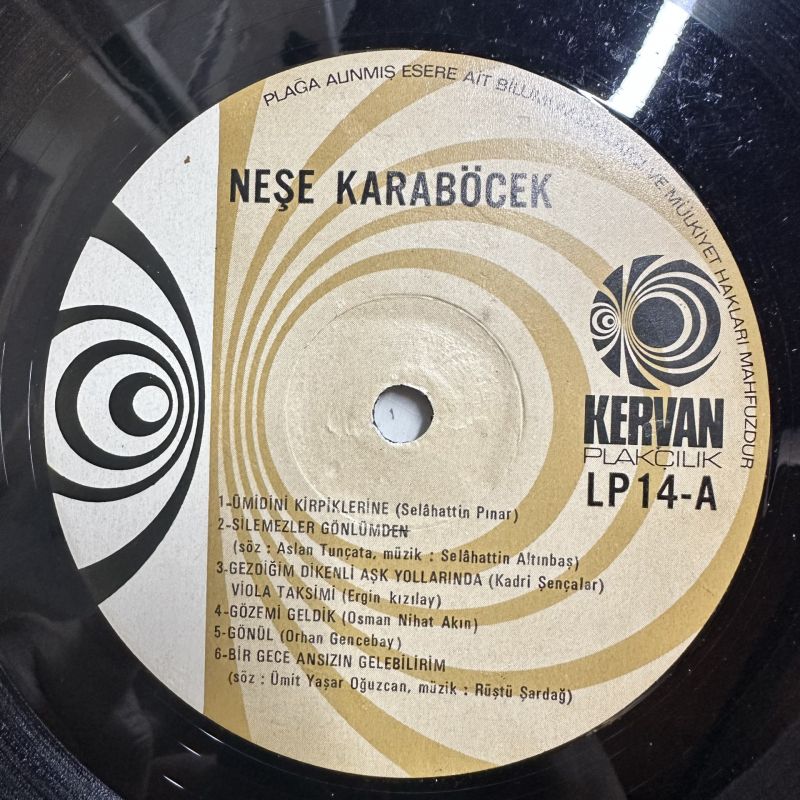 PLAĞA ALINMIŞ ESERE AİT BİLUMUM VE MÜLKİYET HAKLARI MAHFUZDUR
NEŞE KARABÖCEK
KERVAN
PLAKÇILIK
LP14-A
1-ÜMİDİNİ KİRPİKLERİNE (Selâhattin Pınar)
2-SİLEMEZLER GÖNLÜMDEN
(söz : Aslan Tunçata, müzik : Selâhattin Altınbaş)
3-GEZDİĞİM DİKENLİ AŞK YOLLARINDA (Kadri Şençalar)
VİOLA TAKSİMİ (Ergin kızılay)
4-GÖZEMİ GELDİK (Osman Nihat Akın)
5-GÖNÜL (Orhan Gencebay)
6-BİR GECE ANSIZIN GELEBİLİRİM
(söz : Ümit Yaşar Oğuzcan, müzik : Rüştü Şardağ)